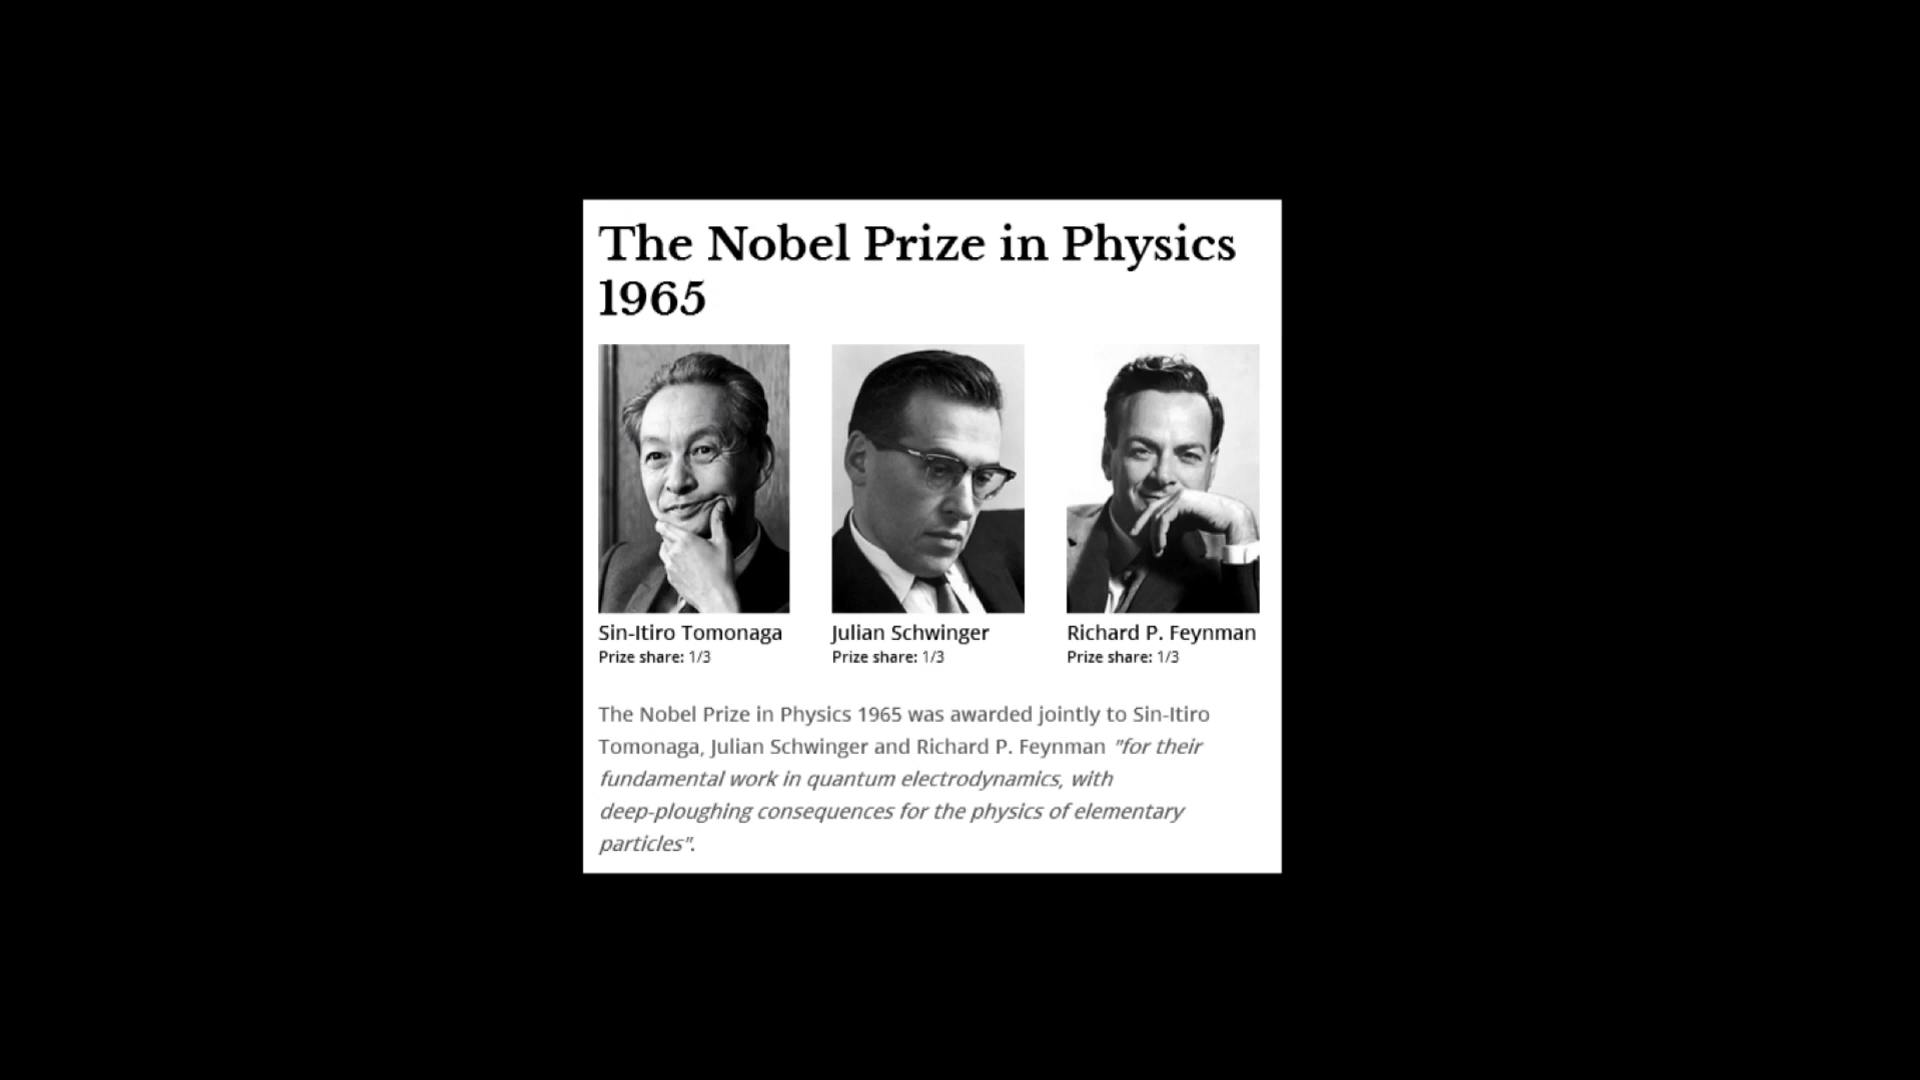 The Nobel Prize in Physics
1965
Sin-Itiro Tomonaga
Prize share: 1/3
Julian Schwinger
Prize share: 1/3
Richard P. Feynman
Prize share: 1/3
The Nobel Prize in Physics 1965 was awarded jointly to Sin-Itiro
Tomonaga, Julian Schwinger and Richard P. Feynman "for their
fundamental work in quantum electrodynamics, with
deep-ploughing consequences for the physics of elementary
particles".